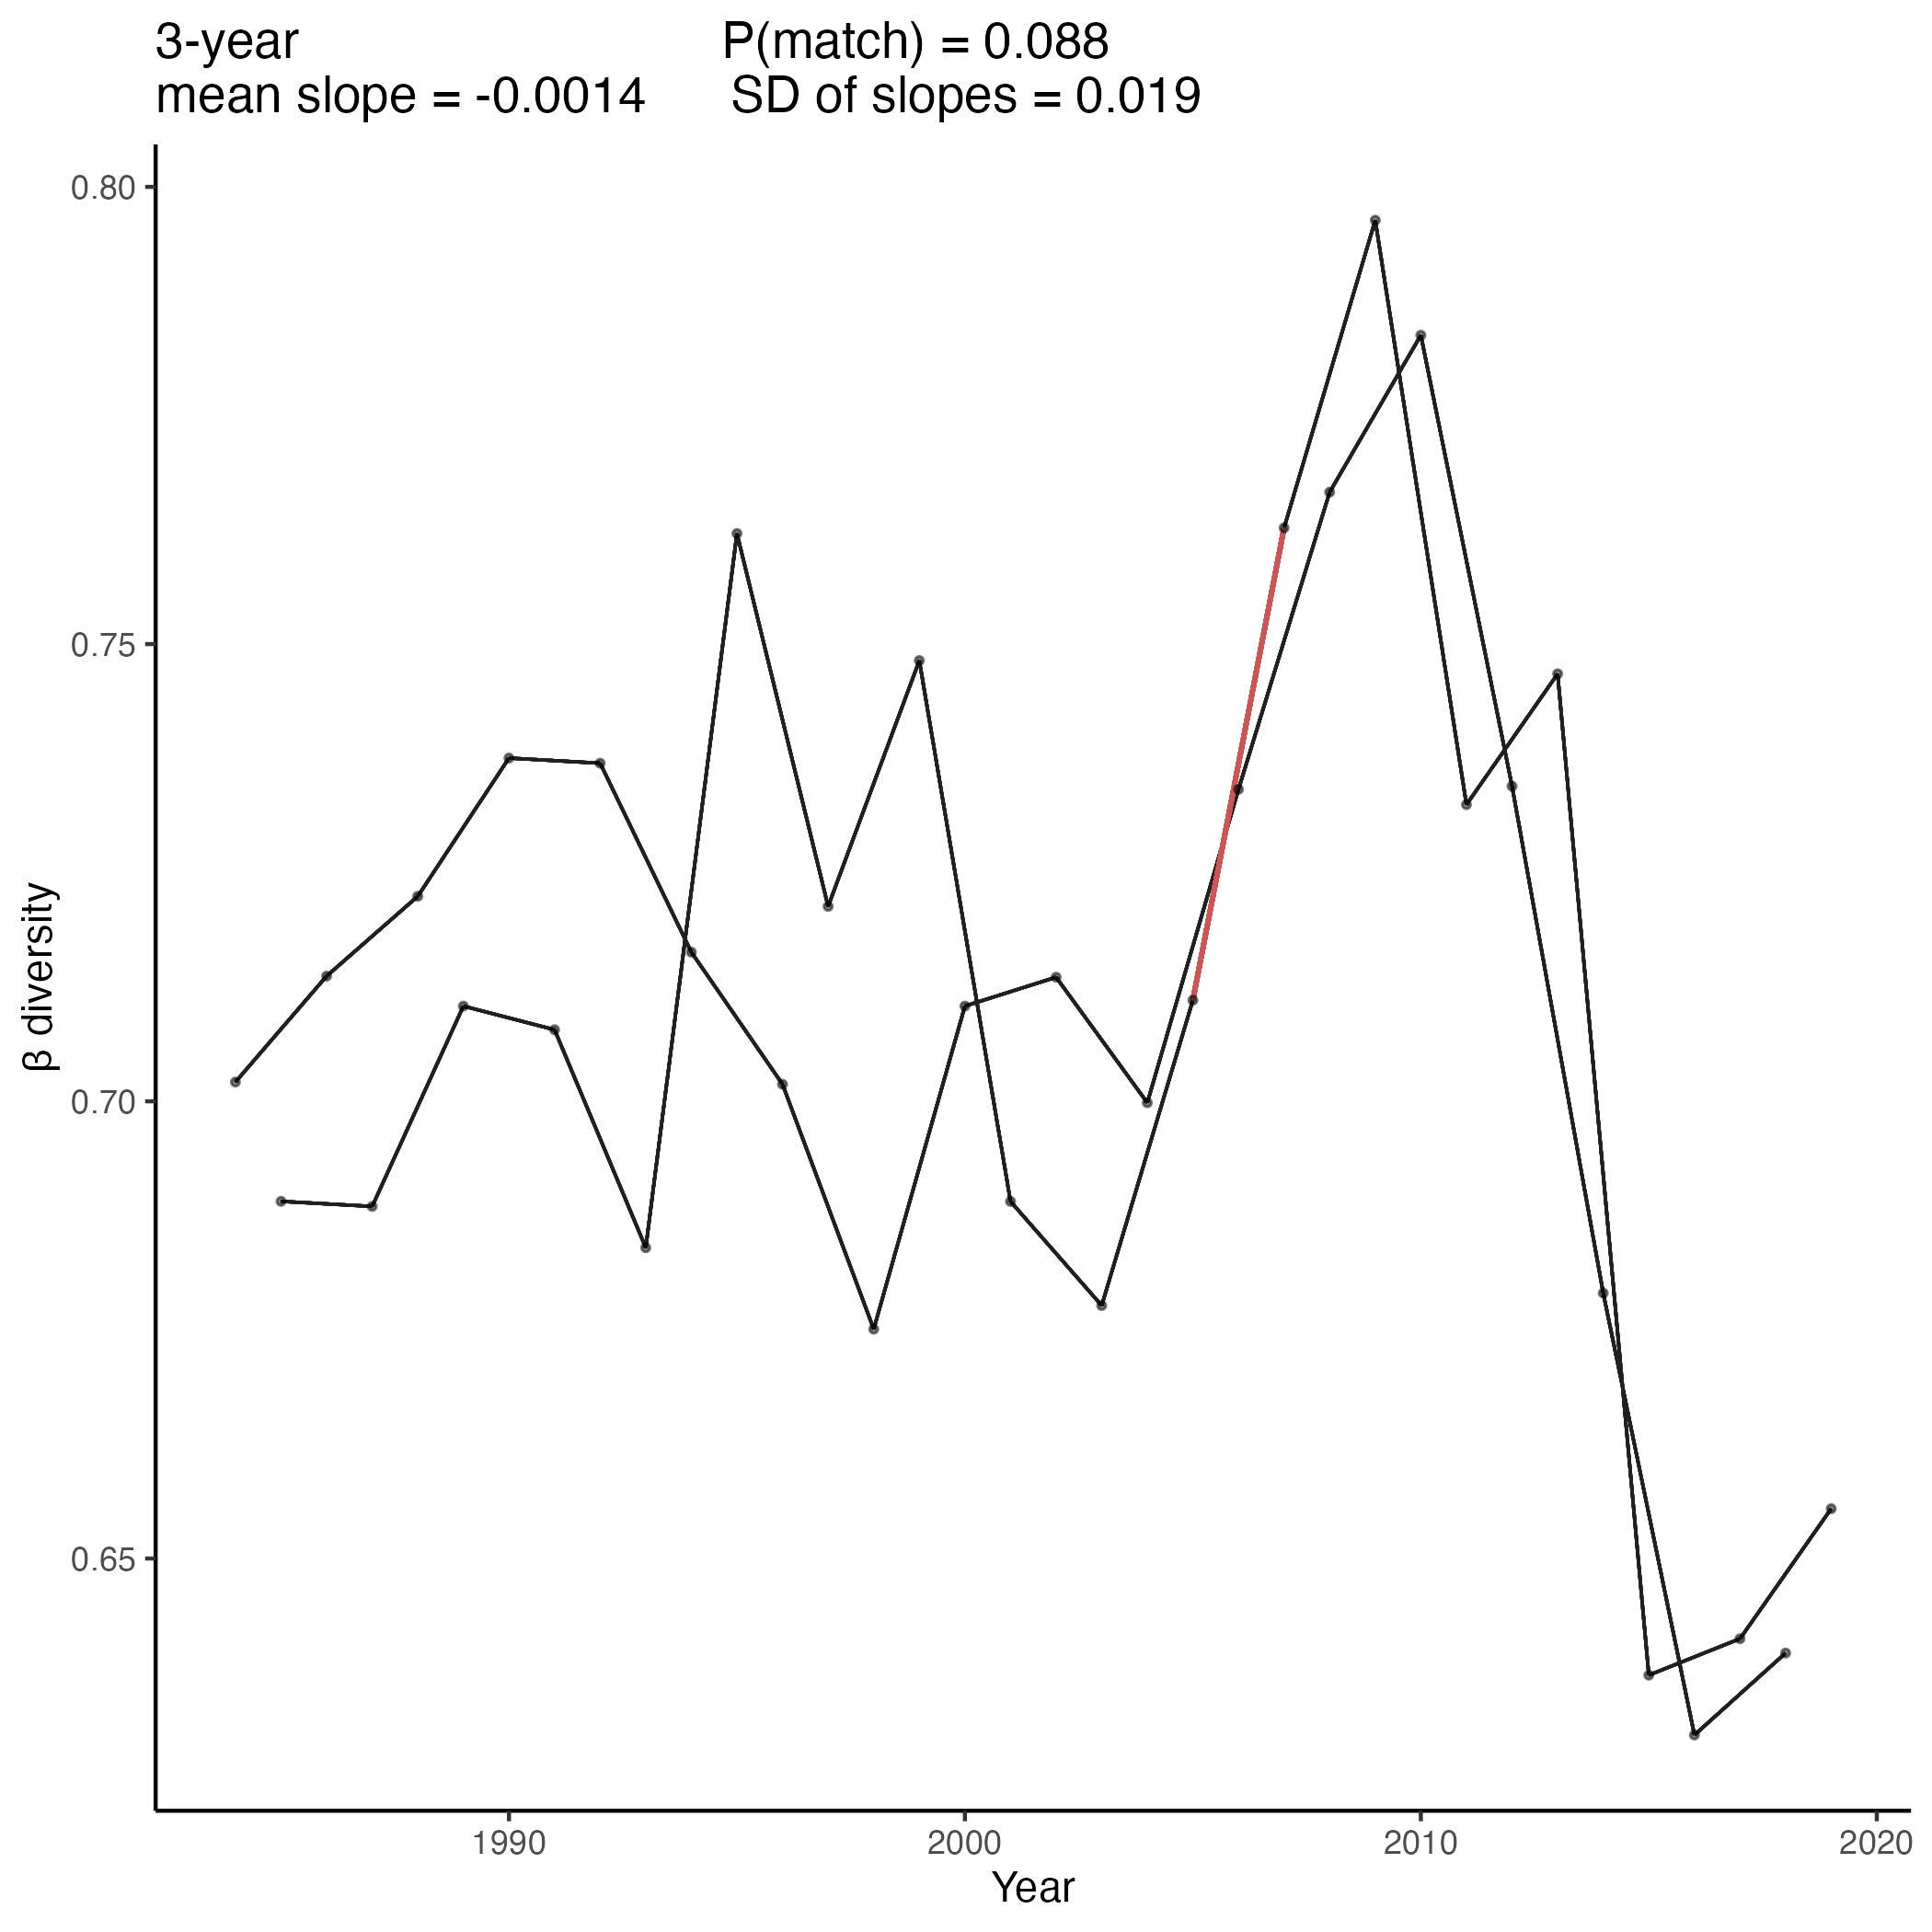 3-year P(match) = 0.088
mean slope = -0.0014 SD of slopes = 0.019
0.80
0.75
0.70
0.65
β diversity
1990 2000 2010 2020
Year